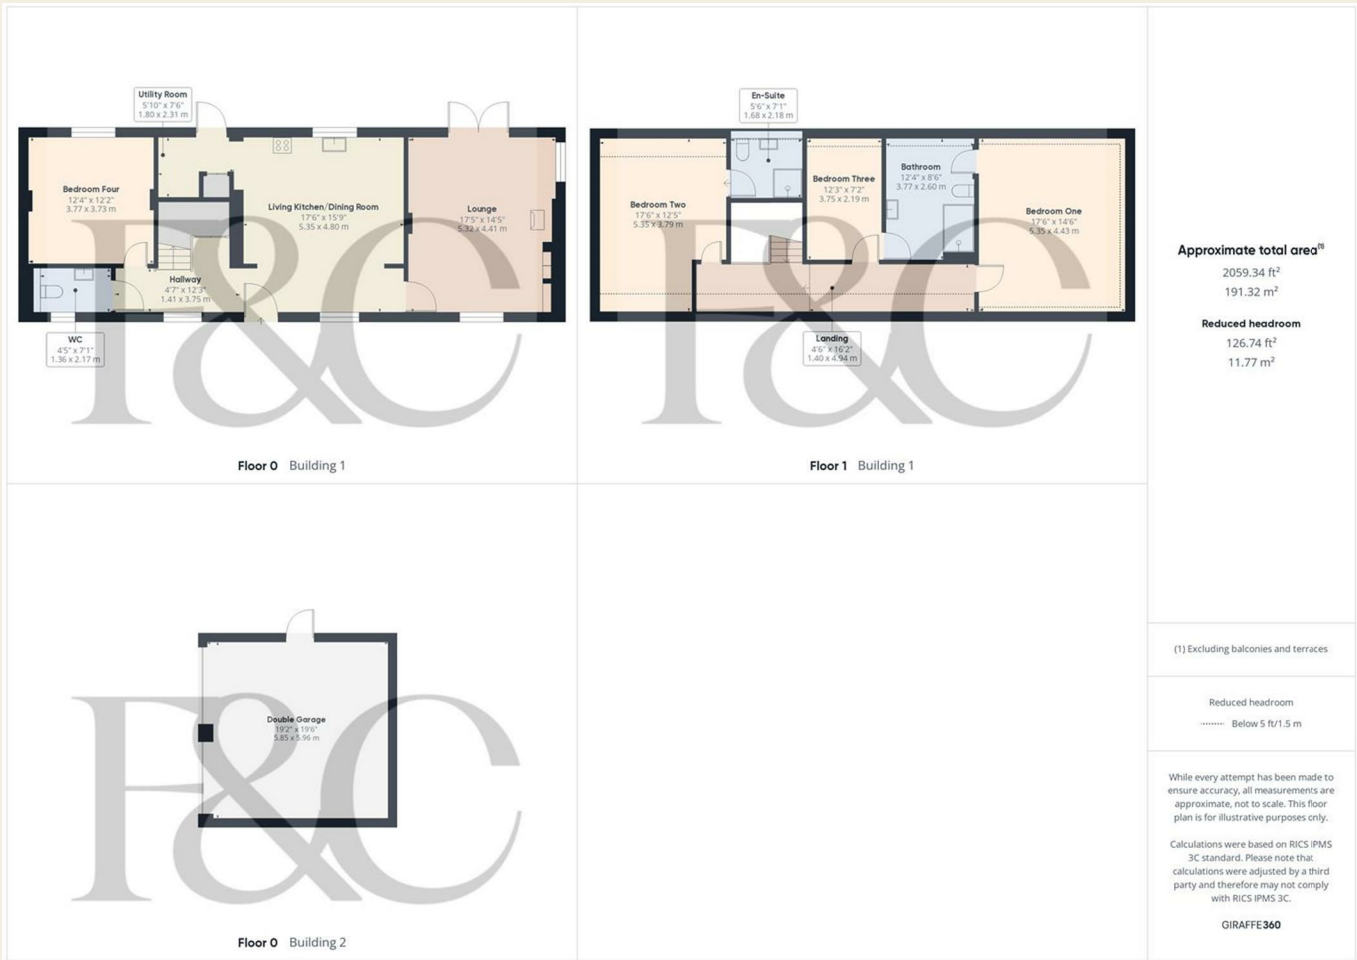 Utility Room
5'10" x 7'6"
1.80 x 2.31 m
Bedroom Four
12'4" x 12'2"
3.77 x 3.73 m
Living Kitchen/Dining Room
17'6" x 15'9"
5.35 x 4.80 m
Lounge
17'5" x 14'5"
5.32 x 4.41 m
Hallway
4'7" x 12'3"
1.41 x 3.75 m
WC
4'5" x 7'1"
1.36 x 2.17 m
F&C
Floor 0 Building 1
En-Suite
5'6" x 7'1"
1.68 x 2.18 m
Bedroom Two
17'6" x 12'5"
5.35 x 3.79 m
Bedroom Three
12'3" x 7'2"
3.75 x 2.19 m
Bathroom
12'4" x 8'6"
3.77 x 2.60 m
Bedroom One
17'6" x 14'6"
5.35 x 4.43 m
Landing
4'6" x 16'2"
1.40 x 4.94 m
F&C
Floor 1 Building 1
Double Garage
19'2" x 19'6"
5.85 x 5.96 m
F&C
Floor 0 Building 2
Approximate total area(1)
2059.34 ft²
191.32 m²
Reduced headroom
126.74 ft²
11.77 m²
(1) Excluding balconies and terraces
Reduced headroom
Below 5 ft/1.5 m
While every attempt has been made to
ensure accuracy, all measurements are
approximate, not to scale. This floor
plan is for illustrative purposes only.
Calculations were based on RICS IPMS
3C standard. Please note that
calculations were adjusted by a third
party and therefore may not comply
with RICS IPMS 3C.
GIRAFFE360